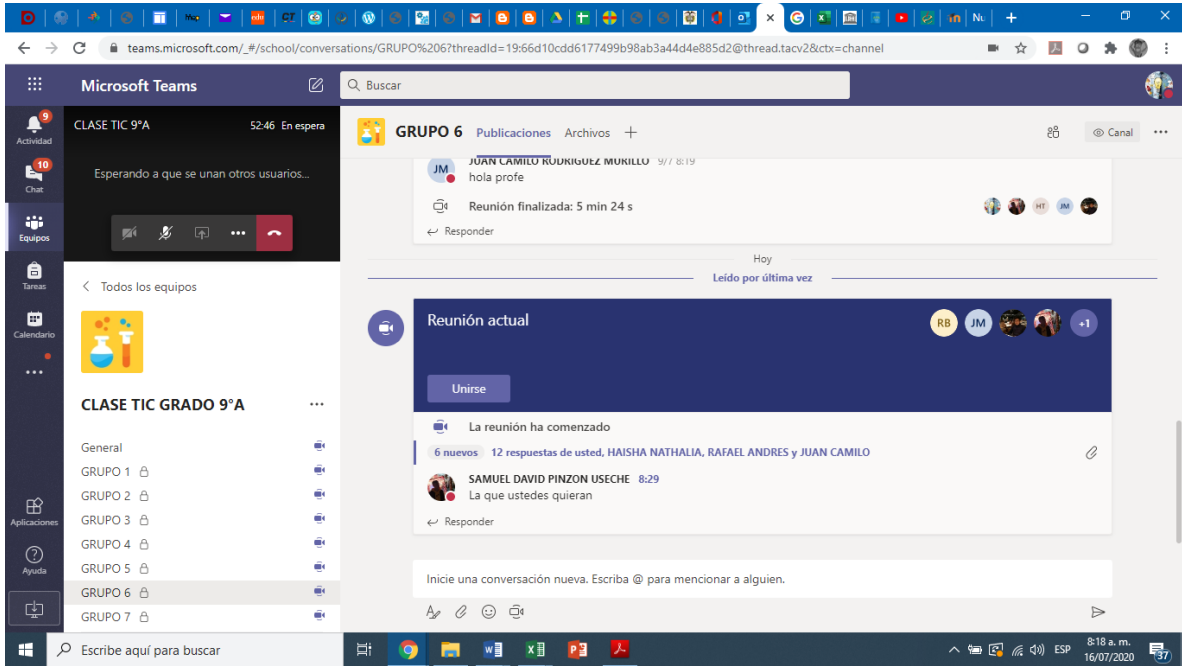 teams.microsoft.com/_#/school/conversations/GRUPO%206?threadId=19:66d10cdd6177499b98ab3a44d4e885d2@thread.tacv2&ctx=channel
Microsoft Teams
Buscar
9
Actividad
10
Chat
Equipos
Tareas
Calendario
Aplicaciones
Ayuda
CLASE TIC 9°A 52:46 En espera
Esperando a que se unan otros usuarios...
Todos los equipos
CLASE TIC GRADO 9°A
General
GRUPO 1
GRUPO 2
GRUPO 3
GRUPO 4
GRUPO 5
GRUPO 6
GRUPO 7
GRUPO 6 Publicaciones Archivos
Canal
JM JUAN CAMILO RODRIGUEZ MURILLO 9/7 8:19
hola profe
Reunión finalizada: 5 min 24 s HT JM
Responder
Hoy
Leído por última vez
Reunión actual RB JM +1
Unirse
La reunión ha comenzado
6 nuevos 12 respuestas de usted, HAISHA NATHALIA, RAFAEL ANDRES y JUAN CAMILO
SAMUEL DAVID PINZON USECHE 8:29
La que ustedes quieran
Responder
Inicie una conversación nueva. Escriba @ para mencionar a alguien.
Escribe aquí para buscar
ESP
8:18 a. m.
16/07/2020
37